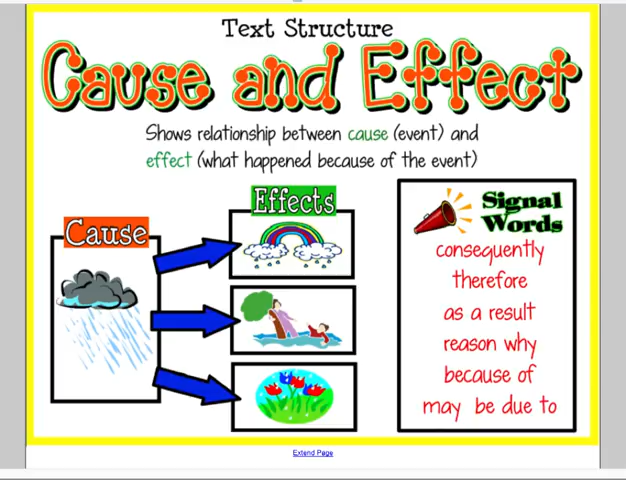 Text Structure
Cause and Effect
Shows relationship between cause (event) and
effect (what happened because of the event)
Cause
Effects
Signal
Words
consequently
therefore
as a result
reason why
because of
may be due to
Extend Page